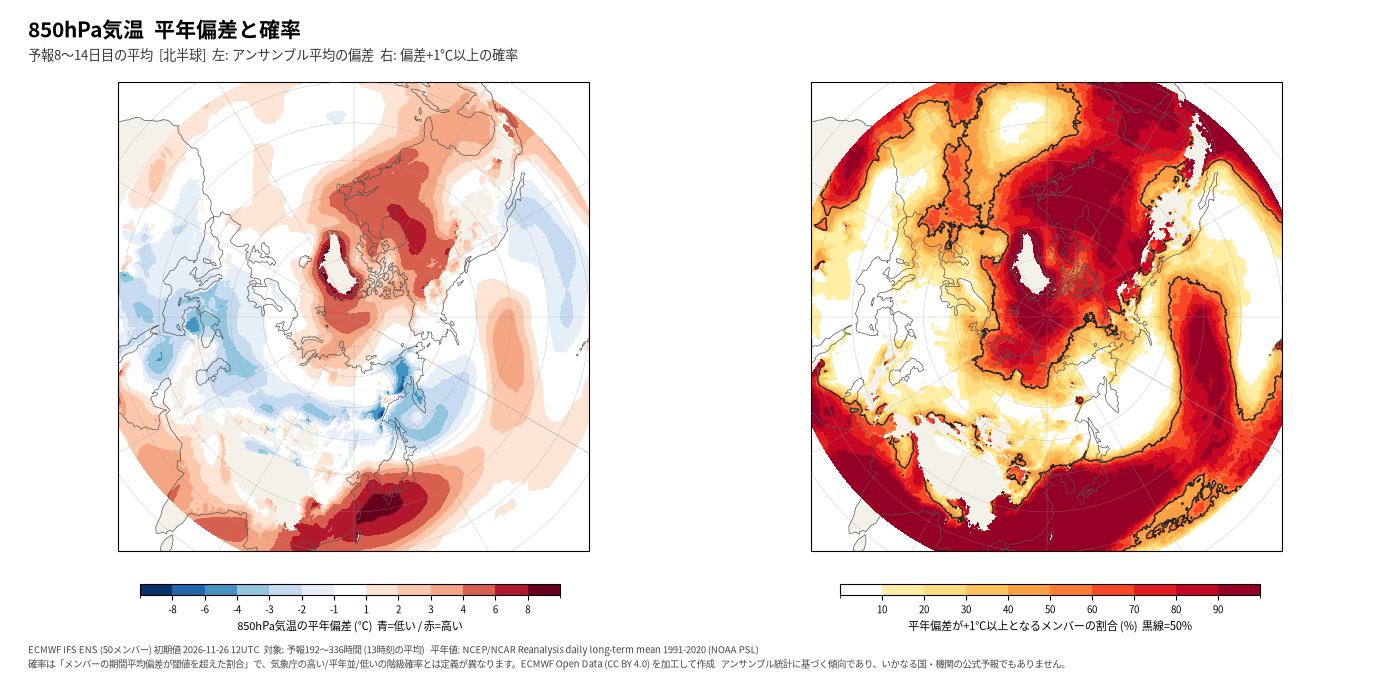 850hPa気温 平年偏差と確率
予報8～14日目の平均 [北半球] 左: アンサンブル平均の偏差 右: 偏差+1℃以上の確率
-8 -6 -4 -3 -2 -1 1 2 3 4 6 8
850hPa気温の平年偏差 (℃) 青=低い / 赤=高い
10 20 30 40 50 60 70 80 90
平年偏差が+1℃以上となるメンバーの割合 (%) 黒線=50%
ECMWF IFS ENS (50メンバー) 初期値 2026-11-26 12UTC 対象: 予報192～336時間 (13時刻の平均) 平年値: NCEP/NCAR Reanalysis daily long-term mean 1991-2020 (NOAA PSL)
確率は「メンバーの期間平均偏差が閾値を超えた割合」で、気象庁の高い/平年並/低いの階級確率とは定義が異なります。ECMWF Open Data (CC BY 4.0) を加工して作成 アンサンブル統計に基づく傾向であり、いかなる国・機関の公式予報でもありません。